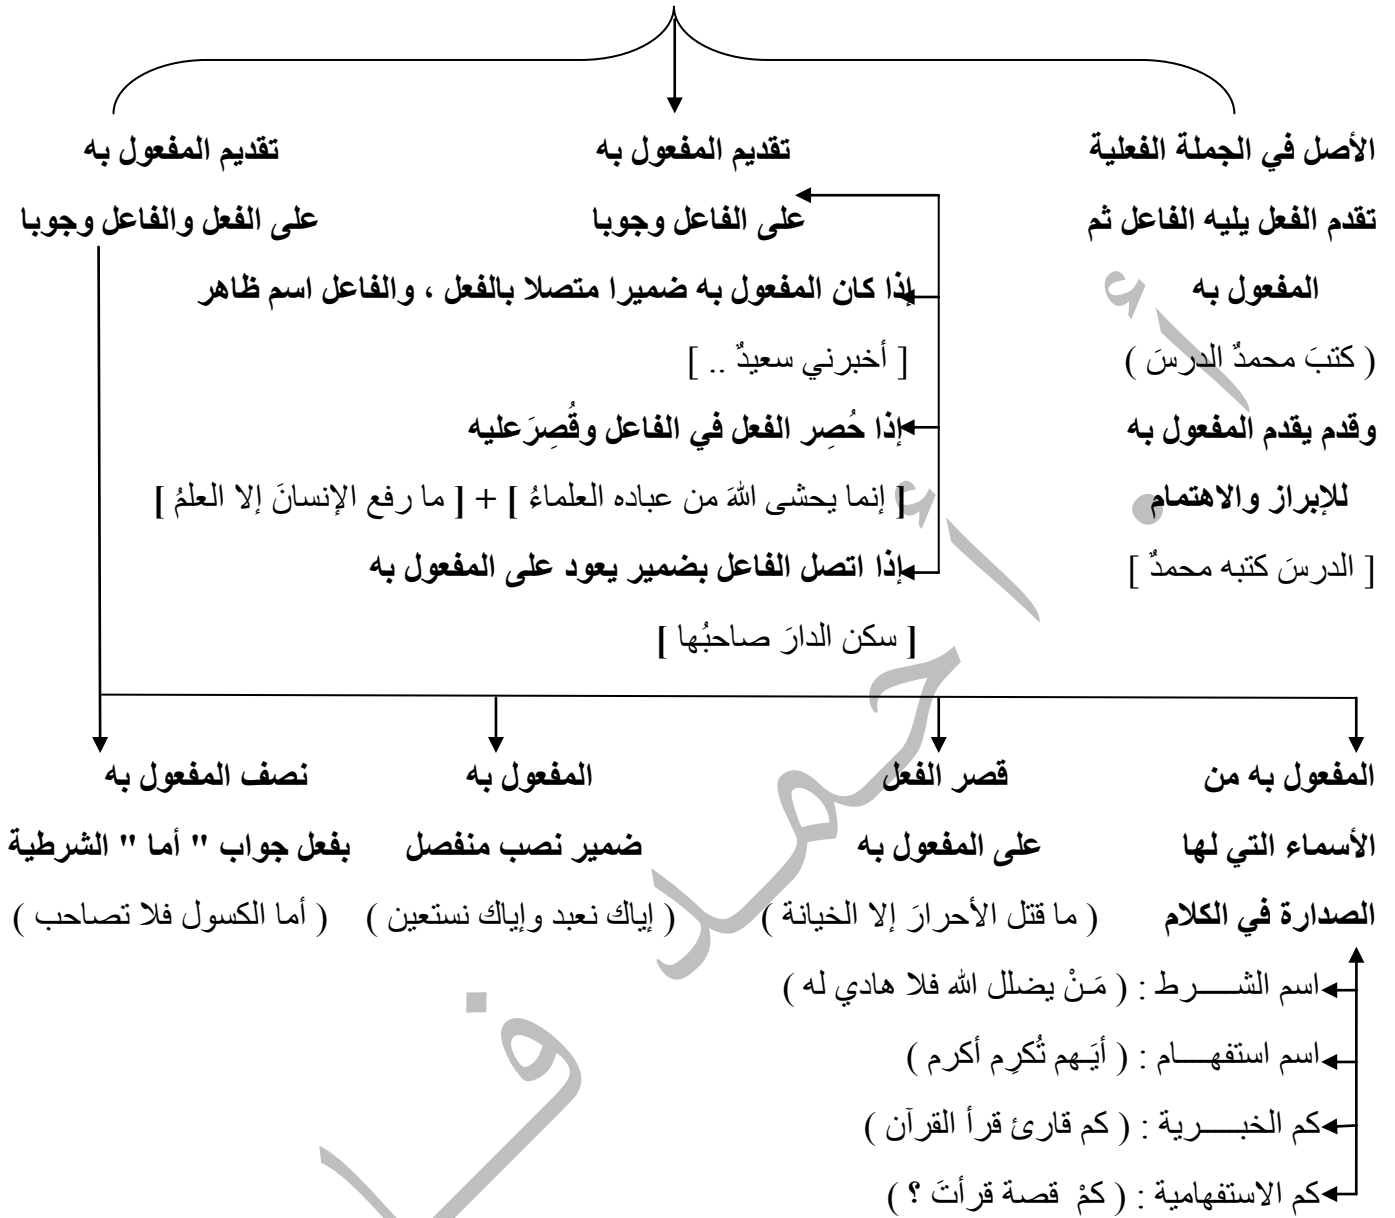 الأصل في الجملة الفعلية
تقدم الفعل يليه الفاعل ثم
المفعول به
( كتبَ محمدٌ الدرسَ )
وقدم يقدم المفعول به
للإبراز والاهتمام
[ الدرسَ كتبه محمدٌ ]
تقديم المفعول به
على الفاعل وجوبا
إذا كان المفعول به ضميرا متصلا بالفعل ، والفاعل اسم ظاهر
[ أخبرني سعيدٌ .. ]
إذا حُصِر الفعل في الفاعل وقُصِرَعليه
[ إنما يحشى اللهَ من عباده العلماءُ ] + [ ما رفع الإنسانَ إلا العلمُ ]
إذا اتصل الفاعل بضمير يعود على المفعول به
[ سكن الدارَ صاحبُها ]
تقديم المفعول به
على الفعل والفاعل وجوبا
المفعول به من
الأسماء التي لها
الصدارة في الكلام
اسم الشــــرط : ( مَـنْ يضلل الله فلا هادي له )
اسم استفهـــام : ( أيَـهم تُكرِم أكرم )
كم الخبــــرية : ( كم قارئ قرأ القرآن )
كم الاستفهامية : ( كمْ قصة قرأتَ ؟ )
قصر الفعل
على المفعول به
( ما قتل الأحرارَ إلا الخيانة )
المفعول به
ضمير نصب منفصل
( إياك نعبد وإياك نستعين )
نصف المفعول به
بفعل جواب " أما " الشرطية
( أما الكسول فلا تصاحب )
أ . أحمد فـا